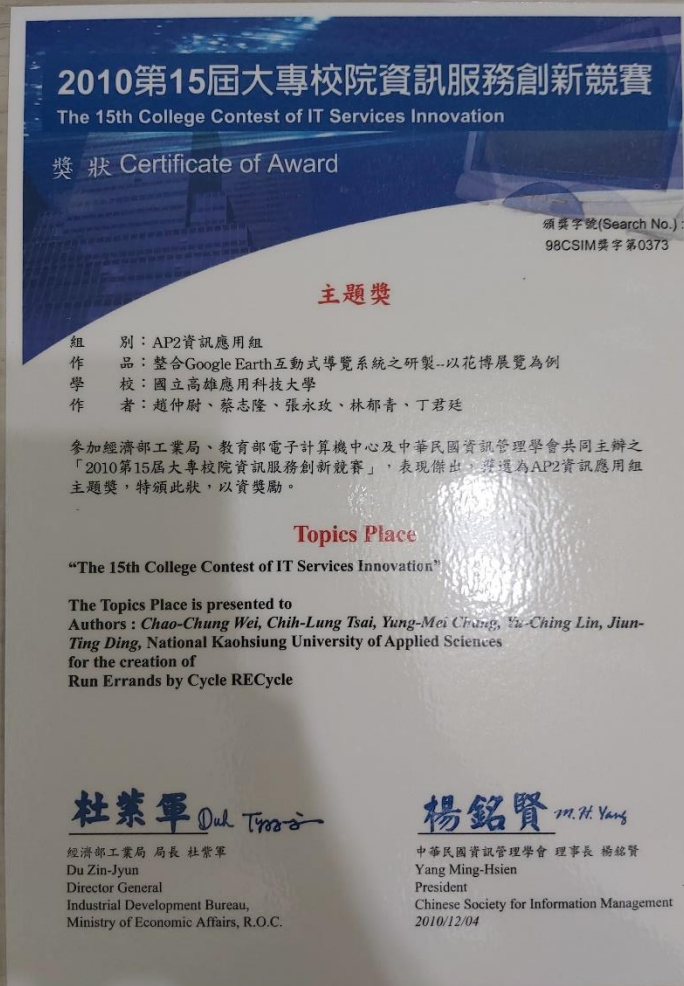 2010第15屆大專校院資訊服務創新競賽
The 15th College Contest of IT Services Innovation
獎 狀 Certificate of Award
頒獎字號(Search No.) :
98CSIM獎字第0373
主題獎
組 別：AP2資訊應用組
作 品：整合Google Earth互動式導覽系統之研製--以花博展覽為例
學 校：國立高雄應用科技大學
作 者：趙仲尉、蔡志隆、張永玫、林郁青、丁君廷
參加經濟部工業局、教育部電子計算機中心及中華民國資訊管理學會共同主辦之
「2010第15屆大專校院資訊服務創新競賽」，表現傑出，獲選為AP2資訊應用組
主題獎，特頒此狀，以資獎勵。
Topics Place
“The 15th College Contest of IT Services Innovation”
The Topics Place is presented to
Authors : Chao-Chung Wei, Chih-Lung Tsai, Yung-Mei Chang, Yu-Ching Lin, Jiun-
Ting Ding, National Kaohsiung University of Applied Sciences
for the creation of
Run Errands by Cycle RECycle
杜紫軍 Duh
楊銘賢 M. H. Yang
經濟部工業局 局長 杜紫軍
Du Zin-Jyun
Director General
Industrial Development Bureau,
Ministry of Economic Affairs, R.O.C.
中華民國資訊管理學會 理事長 楊銘賢
Yang Ming-Hsien
President
Chinese Society for Information Management
2010/12/04